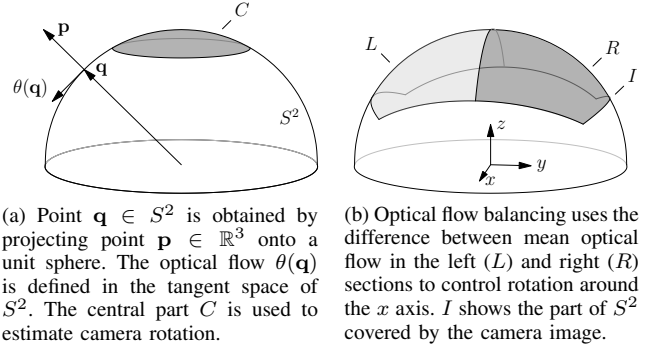 C
p
q
θ(q)
S²
L
R
I
z
y
x
(a) Point q ∈ S² is obtained by
projecting point p ∈ ℝ³ onto a
unit sphere. The optical flow θ(q)
is defined in the tangent space of
S². The central part C is used to
estimate camera rotation.
(b) Optical flow balancing uses the
difference between mean optical
flow in the left (L) and right (R)
sections to control rotation around
the x axis. I shows the part of S²
covered by the camera image.